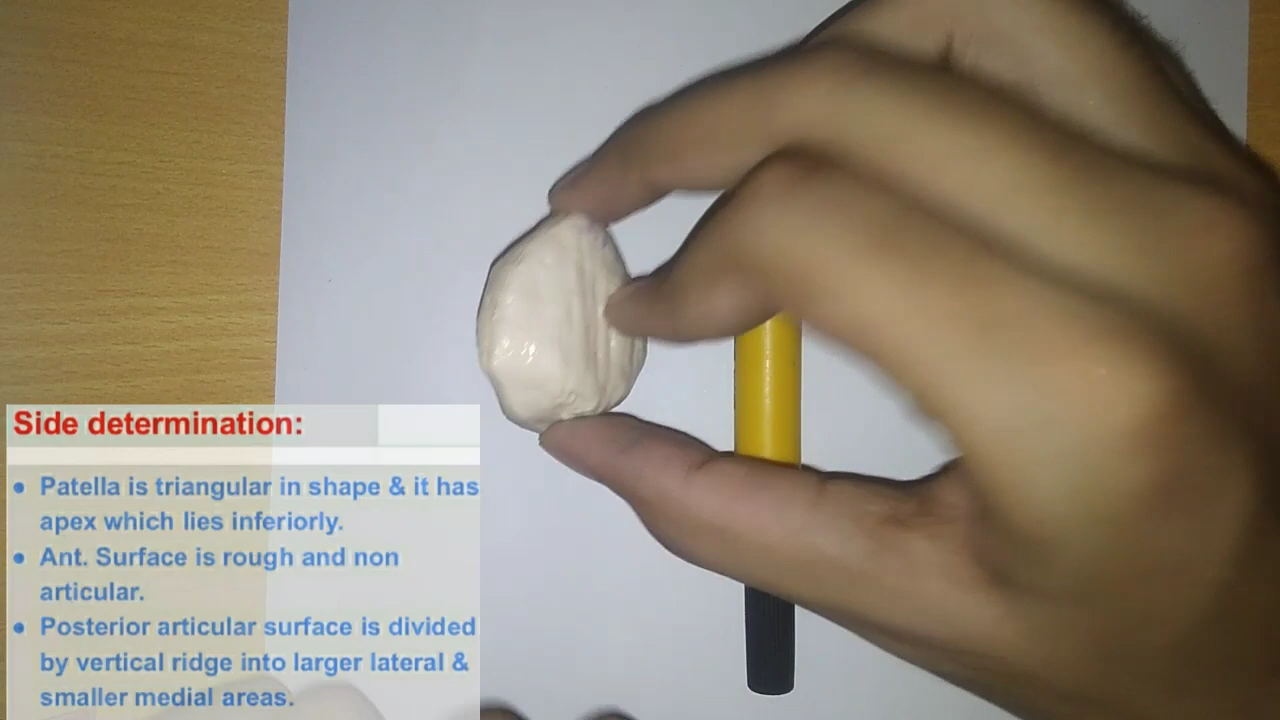 Side determination:
● Patella is triangular in shape & it has
apex which lies inferiorly.
● Ant. Surface is rough and non
articular.
● Posterior articular surface is divided
by vertical ridge into larger lateral &
smaller medial areas.